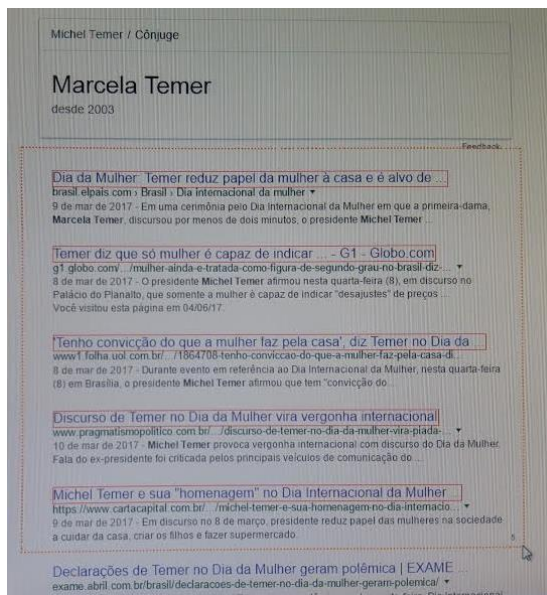 Michel Temer / Cônjuge
Marcela Temer
desde 2003
Feedback
Dia da Mulher: Temer reduz papel da mulher à casa e é alvo de ...
brasil.elpais.com › Brasil › Dia internacional da mulher ▼
9 de mar de 2017 - Em uma cerimônia pelo Dia Internacional da Mulher em que a primeira-dama,
Marcela Temer, discursou por menos de dois minutos, o presidente Michel Temer ...
Temer diz que só mulher é capaz de indicar ... - G1 - Globo.com
g1.globo.com/.../mulher-ainda-e-tratada-como-figura-de-segundo-grau-no-brasil-diz-... ▼
8 de mar de 2017 - O presidente Michel Temer afirmou nesta quarta-feira (8), em discurso no
Palácio do Planalto, que somente a mulher é capaz de indicar "desajustes" de preços ...
Você visitou esta página em 04/06/17.
'Tenho convicção do que a mulher faz pela casa', diz Temer no Dia da ...
www1.folha.uol.com.br/.../1864708-tenho-conviccao-do-que-a-mulher-faz-pela-casa-di...
8 de mar de 2017 - Durante evento em referência ao Dia Internacional da Mulher, nesta quarta-feira
(8) em Brasília, o presidente Michel Temer afirmou que tem "convicção do...
Discurso de Temer no Dia da Mulher vira vergonha internacional
www.pragmatismopolitico.com.br/.../discurso-de-temer-no-dia-da-mulher-vira-piada-... ▼
10 de mar de 2017 - Michel Temer provoca vergonha internacional com discurso do Dia da Mulher.
Fala do ex-presidente foi criticada pelos principais veículos de comunicação do ...
Michel Temer e sua "homenagem" no Dia Internacional da Mulher ...
https://www.cartacapital.com.br/.../michel-temer-e-sua-homenagem-no-dia-internacio... ▼
9 de mar de 2017 - Em discurso no 8 de março, presidente reduz papel das mulheres na sociedade
a cuidar da casa, criar os filhos e fazer supermercado.
Declarações de Temer no Dia da Mulher geram polêmica | EXAME ...
exame.abril.com.br/brasil/declaracoes-de-temer-no-dia-da-mulher-geram-polemica/ ▼